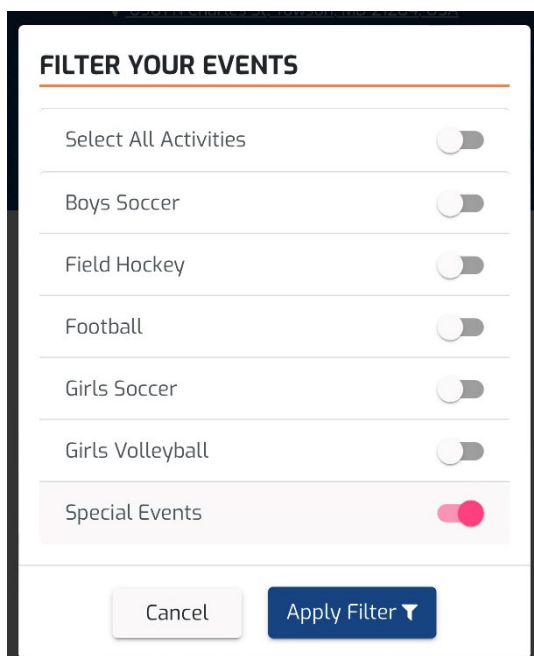 FILTER YOUR EVENTS
Select All Activities
Boys Soccer
Field Hockey
Football
Girls Soccer
Girls Volleyball
Special Events
Cancel
Apply Filter